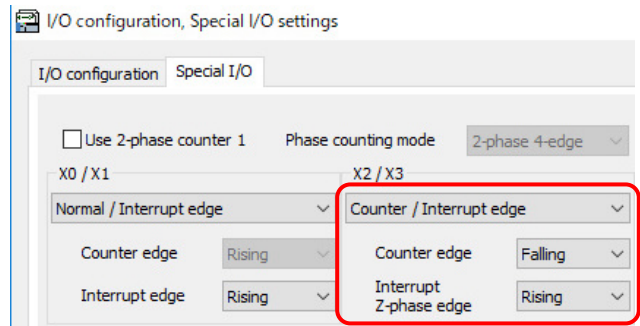 I/O configuration, Special I/O settings
I/O configuration Special I/O
Use 2-phase counter 1 Phase counting mode 2-phase 4-edge
X0 / X1 X2 / X3
Normal / Interrupt edge Counter / Interrupt edge
Counter edge Rising Counter edge Falling
Interrupt edge Rising Interrupt Z-phase edge Rising